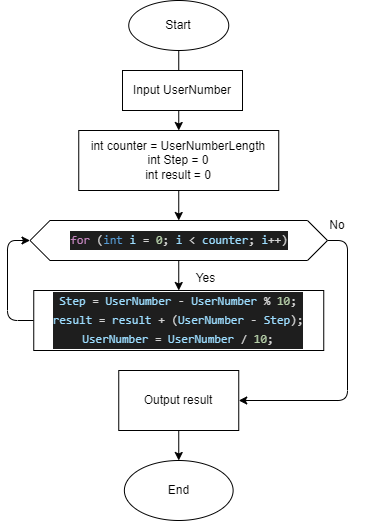 Start
Input UserNumber
int counter = UserNumberLength
int Step = 0
int result = 0
for (int i = 0; i < counter; i++)
No
Yes
Step = UserNumber - UserNumber % 10;
result = result + (UserNumber - Step);
UserNumber = UserNumber / 10;
Output result
End